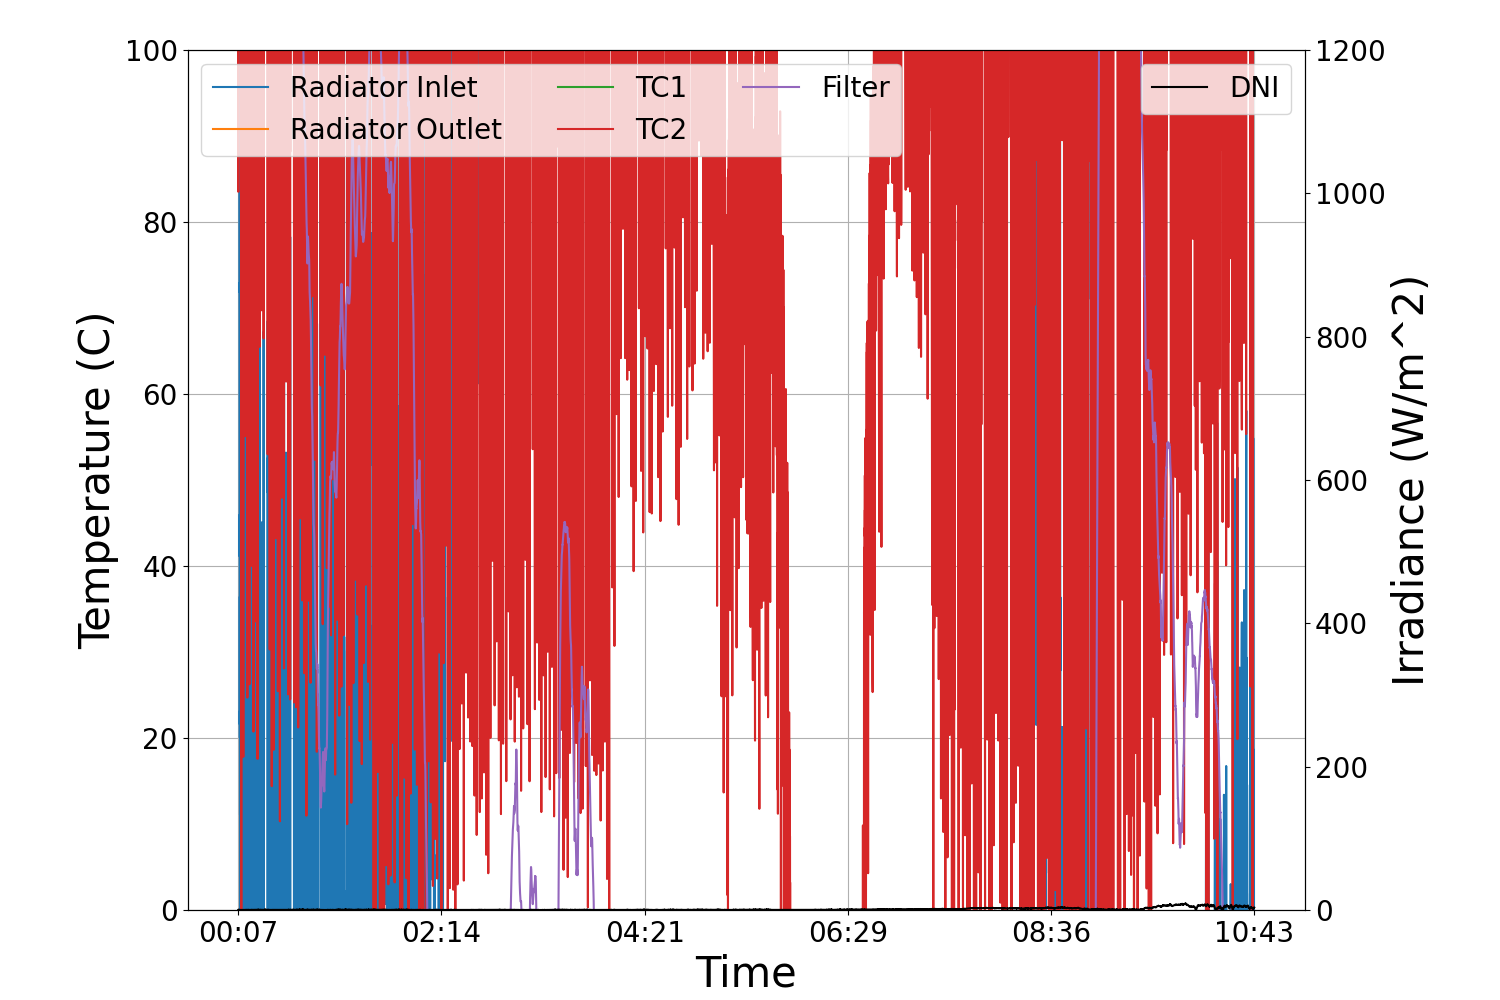 100
80
60
40
20
0
Temperature (C)
Radiator Inlet
Radiator Outlet
TC1
TC2
Filter
DNI
1200
1000
800
600
400
200
0
Irradiance (W/m^2)
00:07
02:14
04:21
06:29
08:36
10:43
Time